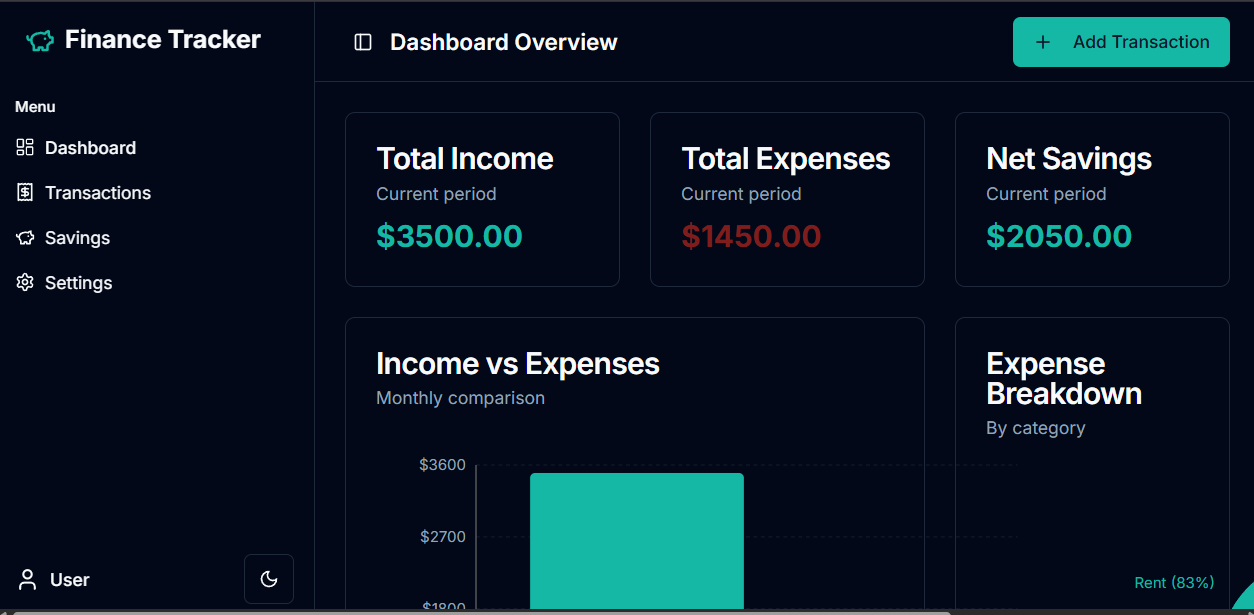 Finance Tracker
Menu
Dashboard
Transactions
Savings
Settings
User
Dashboard Overview
Add Transaction
Total Income
Current period
$3500.00
Total Expenses
Current period
$1450.00
Net Savings
Current period
$2050.00
Income vs Expenses
Monthly comparison
$3600
$2700
$1800
Expense
Breakdown
By category
Rent (83%)